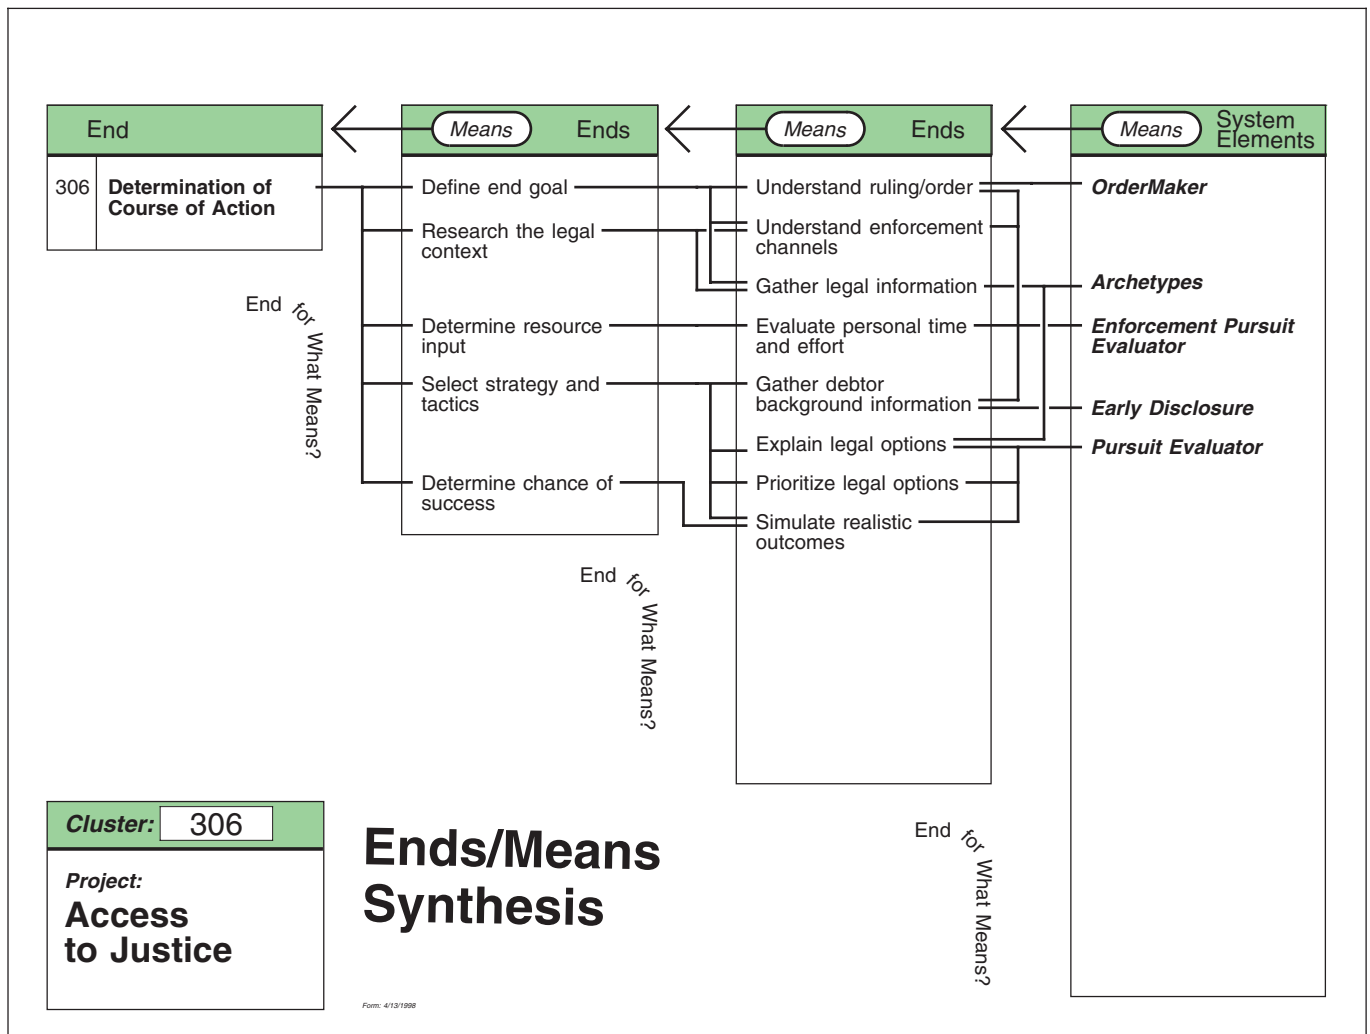 End
Means
Ends
Means
Ends
Means
System
Elements
306
Determination of
Course of Action
Define end goal
Research the legal
context
Determine resource
input
Select strategy and
tactics
Determine chance of
success
Understand ruling/order
Understand enforcement
channels
Gather legal information
Evaluate personal time
and effort
Gather debtor
background information
Explain legal options
Prioritize legal options
Simulate realistic
outcomes
OrderMaker
Archetypes
Enforcement Pursuit
Evaluator
Early Disclosure
Pursuit Evaluator
End for What Means?
End for What Means?
End for What Means?
Cluster: 306
Project:
Access
to Justice
Ends/Means
Synthesis
Form: 4/13/1998